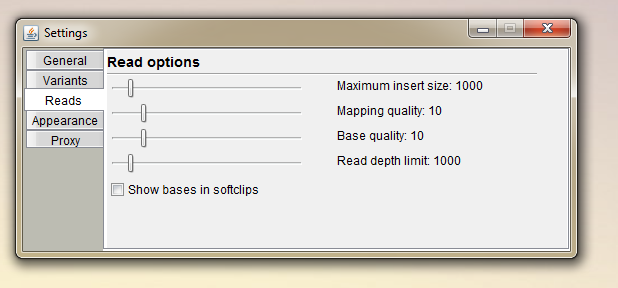 Settings
General
Variants
Reads
Appearance
Proxy
Read options
Maximum insert size: 1000
Mapping quality: 10
Base quality: 10
Read depth limit: 1000
Show bases in softclips